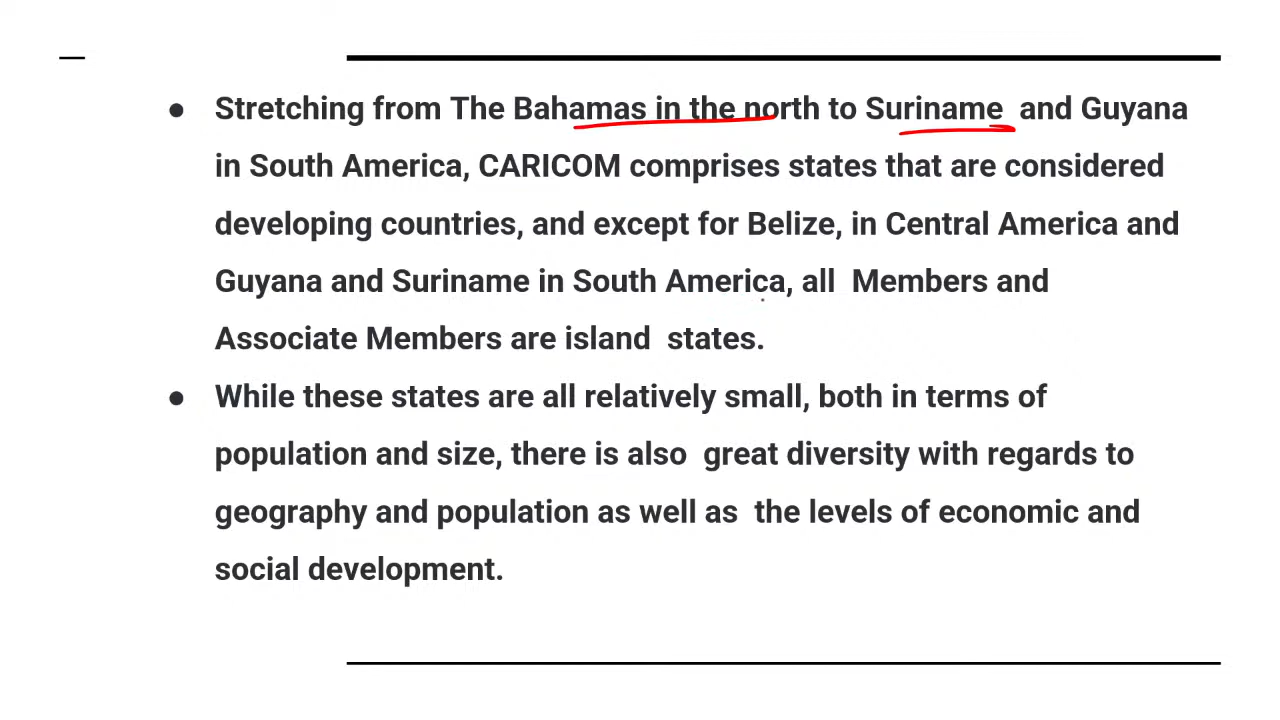 ● Stretching from The Bahamas in the north to Suriname and Guyana
in South America, CARICOM comprises states that are considered
developing countries, and except for Belize, in Central America and
Guyana and Suriname in South America, all Members and
Associate Members are island states.
● While these states are all relatively small, both in terms of
population and size, there is also great diversity with regards to
geography and population as well as the levels of economic and
social development.